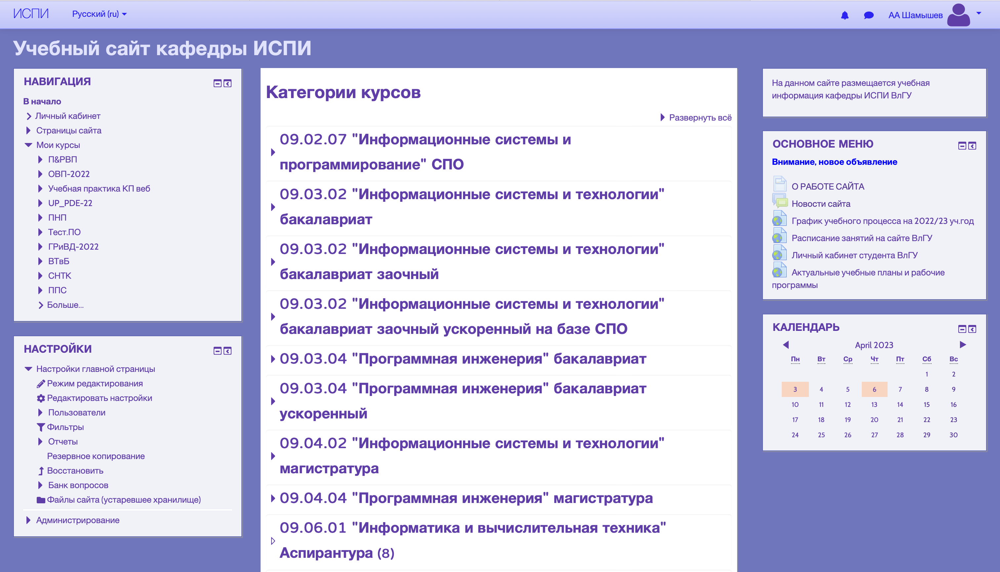 ИСПИ
Русский (ru)
АА Шамышев
Учебный сайт кафедры ИСПИ
НАВИГАЦИЯ
В начало
Личный кабинет
Страницы сайта
Мои курсы
П&РВП
ОВП-2022
Учебная практика КП веб
UP_PDE-22
ПНП
Тест.ПО
ГРиВД-2022
ВТвБ
СНТК
ППС
Больше...
НАСТРОЙКИ
Настройки главной страницы
Режим редактирования
Редактировать настройки
Пользователи
Фильтры
Отчеты
Резервное копирование
Восстановить
Банк вопросов
Файлы сайта (устаревшее хранилище)
Администрирование
Категории курсов
Развернуть всё
09.02.07 "Информационные системы и
программирование" СПО
09.03.02 "Информационные системы и технологии"
бакалавриат
09.03.02 "Информационные системы и технологии"
бакалавриат заочный
09.03.02 "Информационные системы и технологии"
бакалавриат заочный ускоренный на базе СПО
09.03.04 "Программная инженерия" бакалавриат
09.03.04 "Программная инженерия" бакалавриат
ускоренный
09.04.02 "Информационные системы и технологии"
магистратура
09.04.04 "Программная инженерия" магистратура
09.06.01 "Информатика и вычислительная техника"
Аспирантура (8)
На данном сайте размещается учебная
информация кафедры ИСПИ ВлГУ
ОСНОВНОЕ МЕНЮ
Внимание, новое объявление
О РАБОТЕ САЙТА
Новости сайта
График учебного процесса на 2022/23 уч.год
Расписание занятий на сайте ВлГУ
Личный кабинет студента ВлГУ
Актуальные учебные планы и рабочие
программы
КАЛЕНДАРЬ
April 2023
Пн Вт Ср Чт Пт Сб Вс
1 2
3 4 5 6 7 8 9
10 11 12 13 14 15 16
17 18 19 20 21 22 23
24 25 26 27 28 29 30